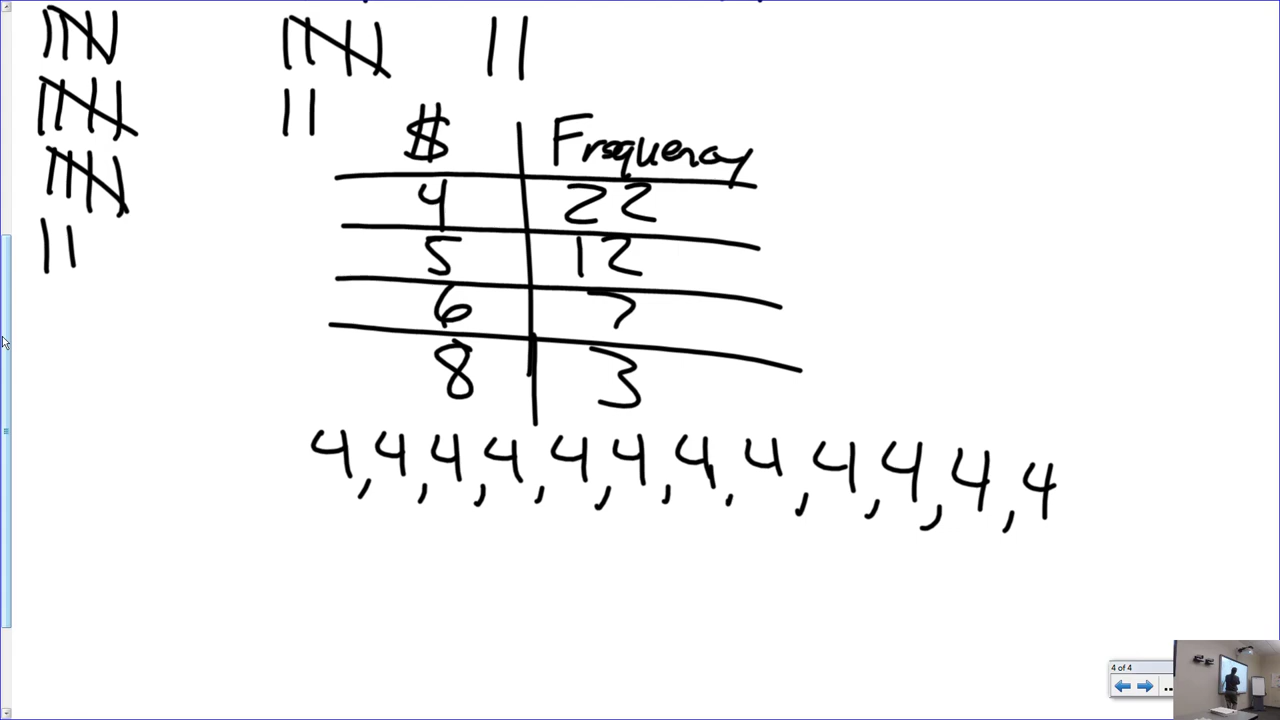 $ Frequency
4 22
5 12
6 7
8 3
4, 4, 4, 4, 4, 4, 4, 4, 4, 4, 4, 4
4 of 4